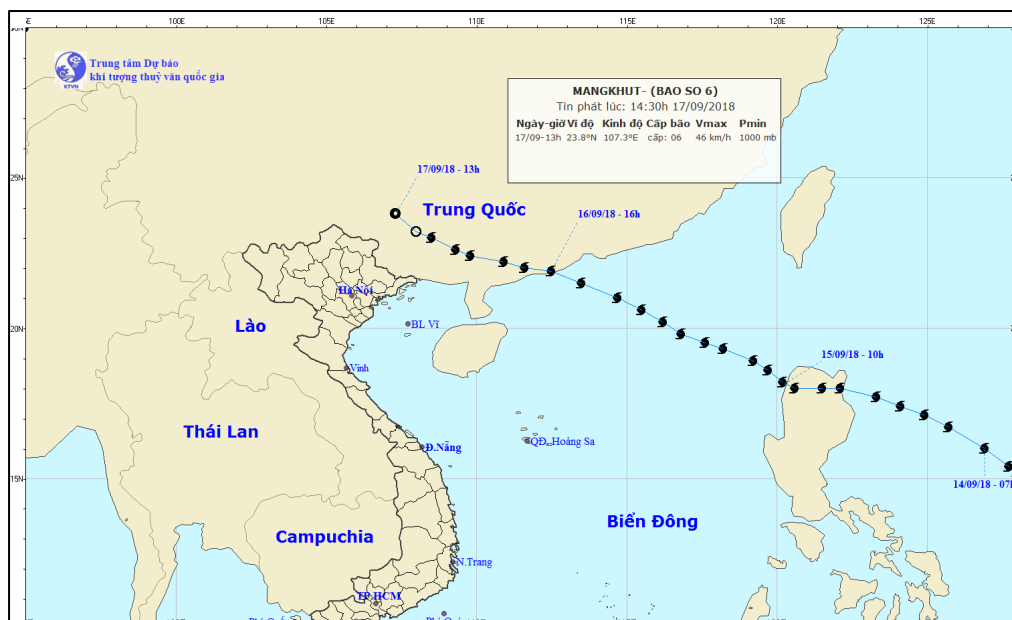 100E 105E 110E 115E 120E 125E
Trung tâm Dự báo
khí tượng thuỷ văn quốc gia
KTVN
MANGKHUT- (BAO SO 6)
Tin phát lúc: 14:30h 17/09/2018
Ngày-giờ Vĩ độ Kinh độ Cấp bão Vmax Pmin
17/09-13h 23.8°N 107.3°E cấp: 06 46 km/h 1000 mb
17/09/18 - 13h
25N
Trung Quốc
16/09/18 - 16h
Hà Nội
Lào
BL Vĩ
20N
15/09/18 - 10h
Vinh
Thái Lan
Đ.Nẵng
QĐ. Hoàng Sa
15N
14/09/18 - 07h
Biển Đông
Campuchia
N.Trang
TP.HCM